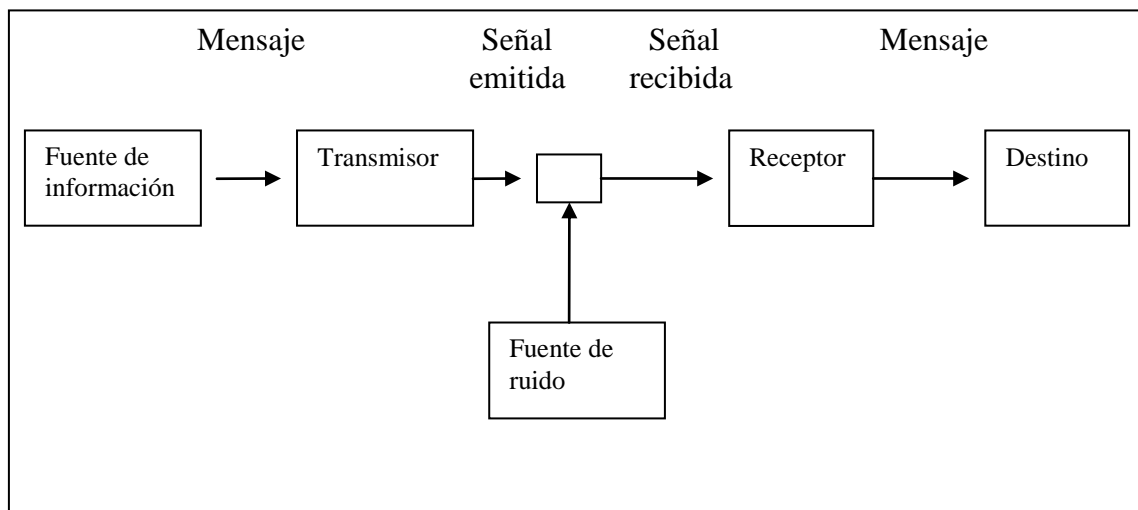 Mensaje
Señal
emitida
Señal
recibida
Mensaje
Fuente de
información
Transmisor
Receptor
Destino
Fuente de
ruido